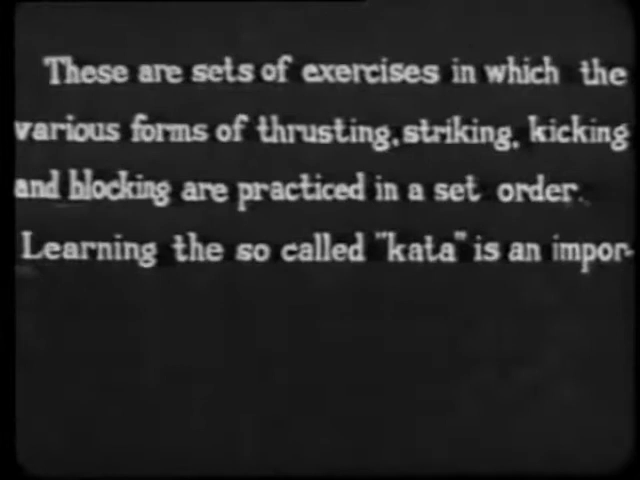 These are sets of exercises in which the
various forms of thrusting, striking, kicking
and blocking are practiced in a set order.
Learning the so called "kata" is an impor-